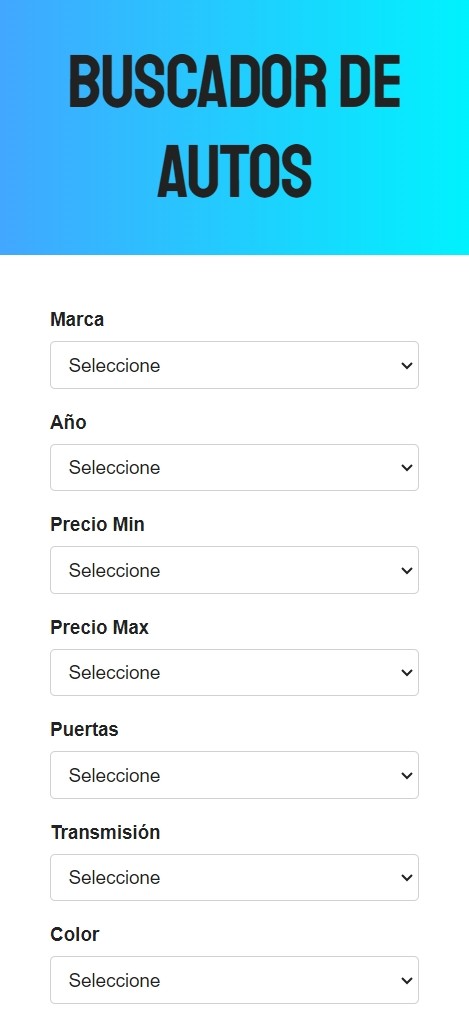 BUSCADOR DE
AUTOS
Marca
Seleccione
Año
Seleccione
Precio Min
Seleccione
Precio Max
Seleccione
Puertas
Seleccione
Transmisión
Seleccione
Color
Seleccione